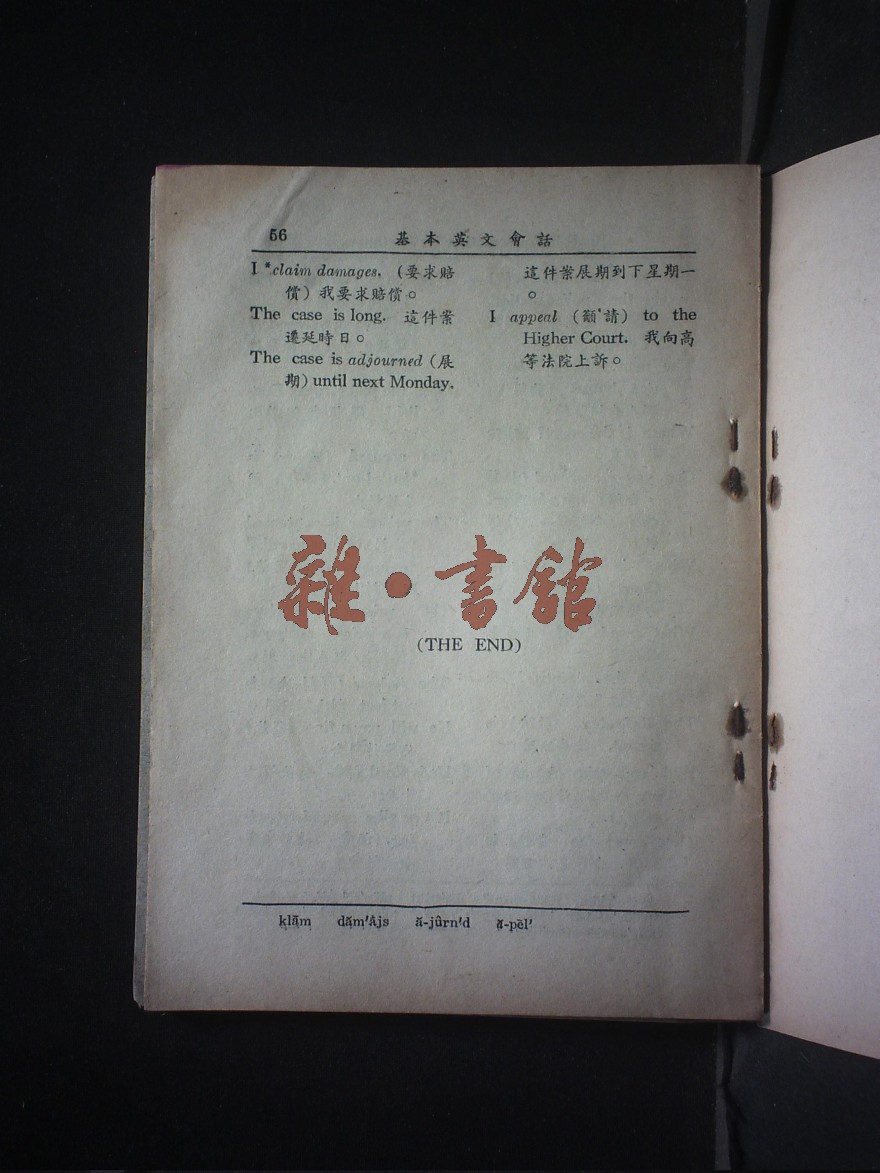 56
基本英文會話
I *claim damages. (要求賠
償) 我要求賠償。
The case is long. 這件案
遷延時日。
The case is adjourned (展
期) until next Monday.
這件案展期到下星期一
。
I appeal (籲請) to the
Higher Court. 我向高
等法院上訴。
雜•書館
(THE END)
klām dăm′âjs ă-jûrn′d ă-pēl′